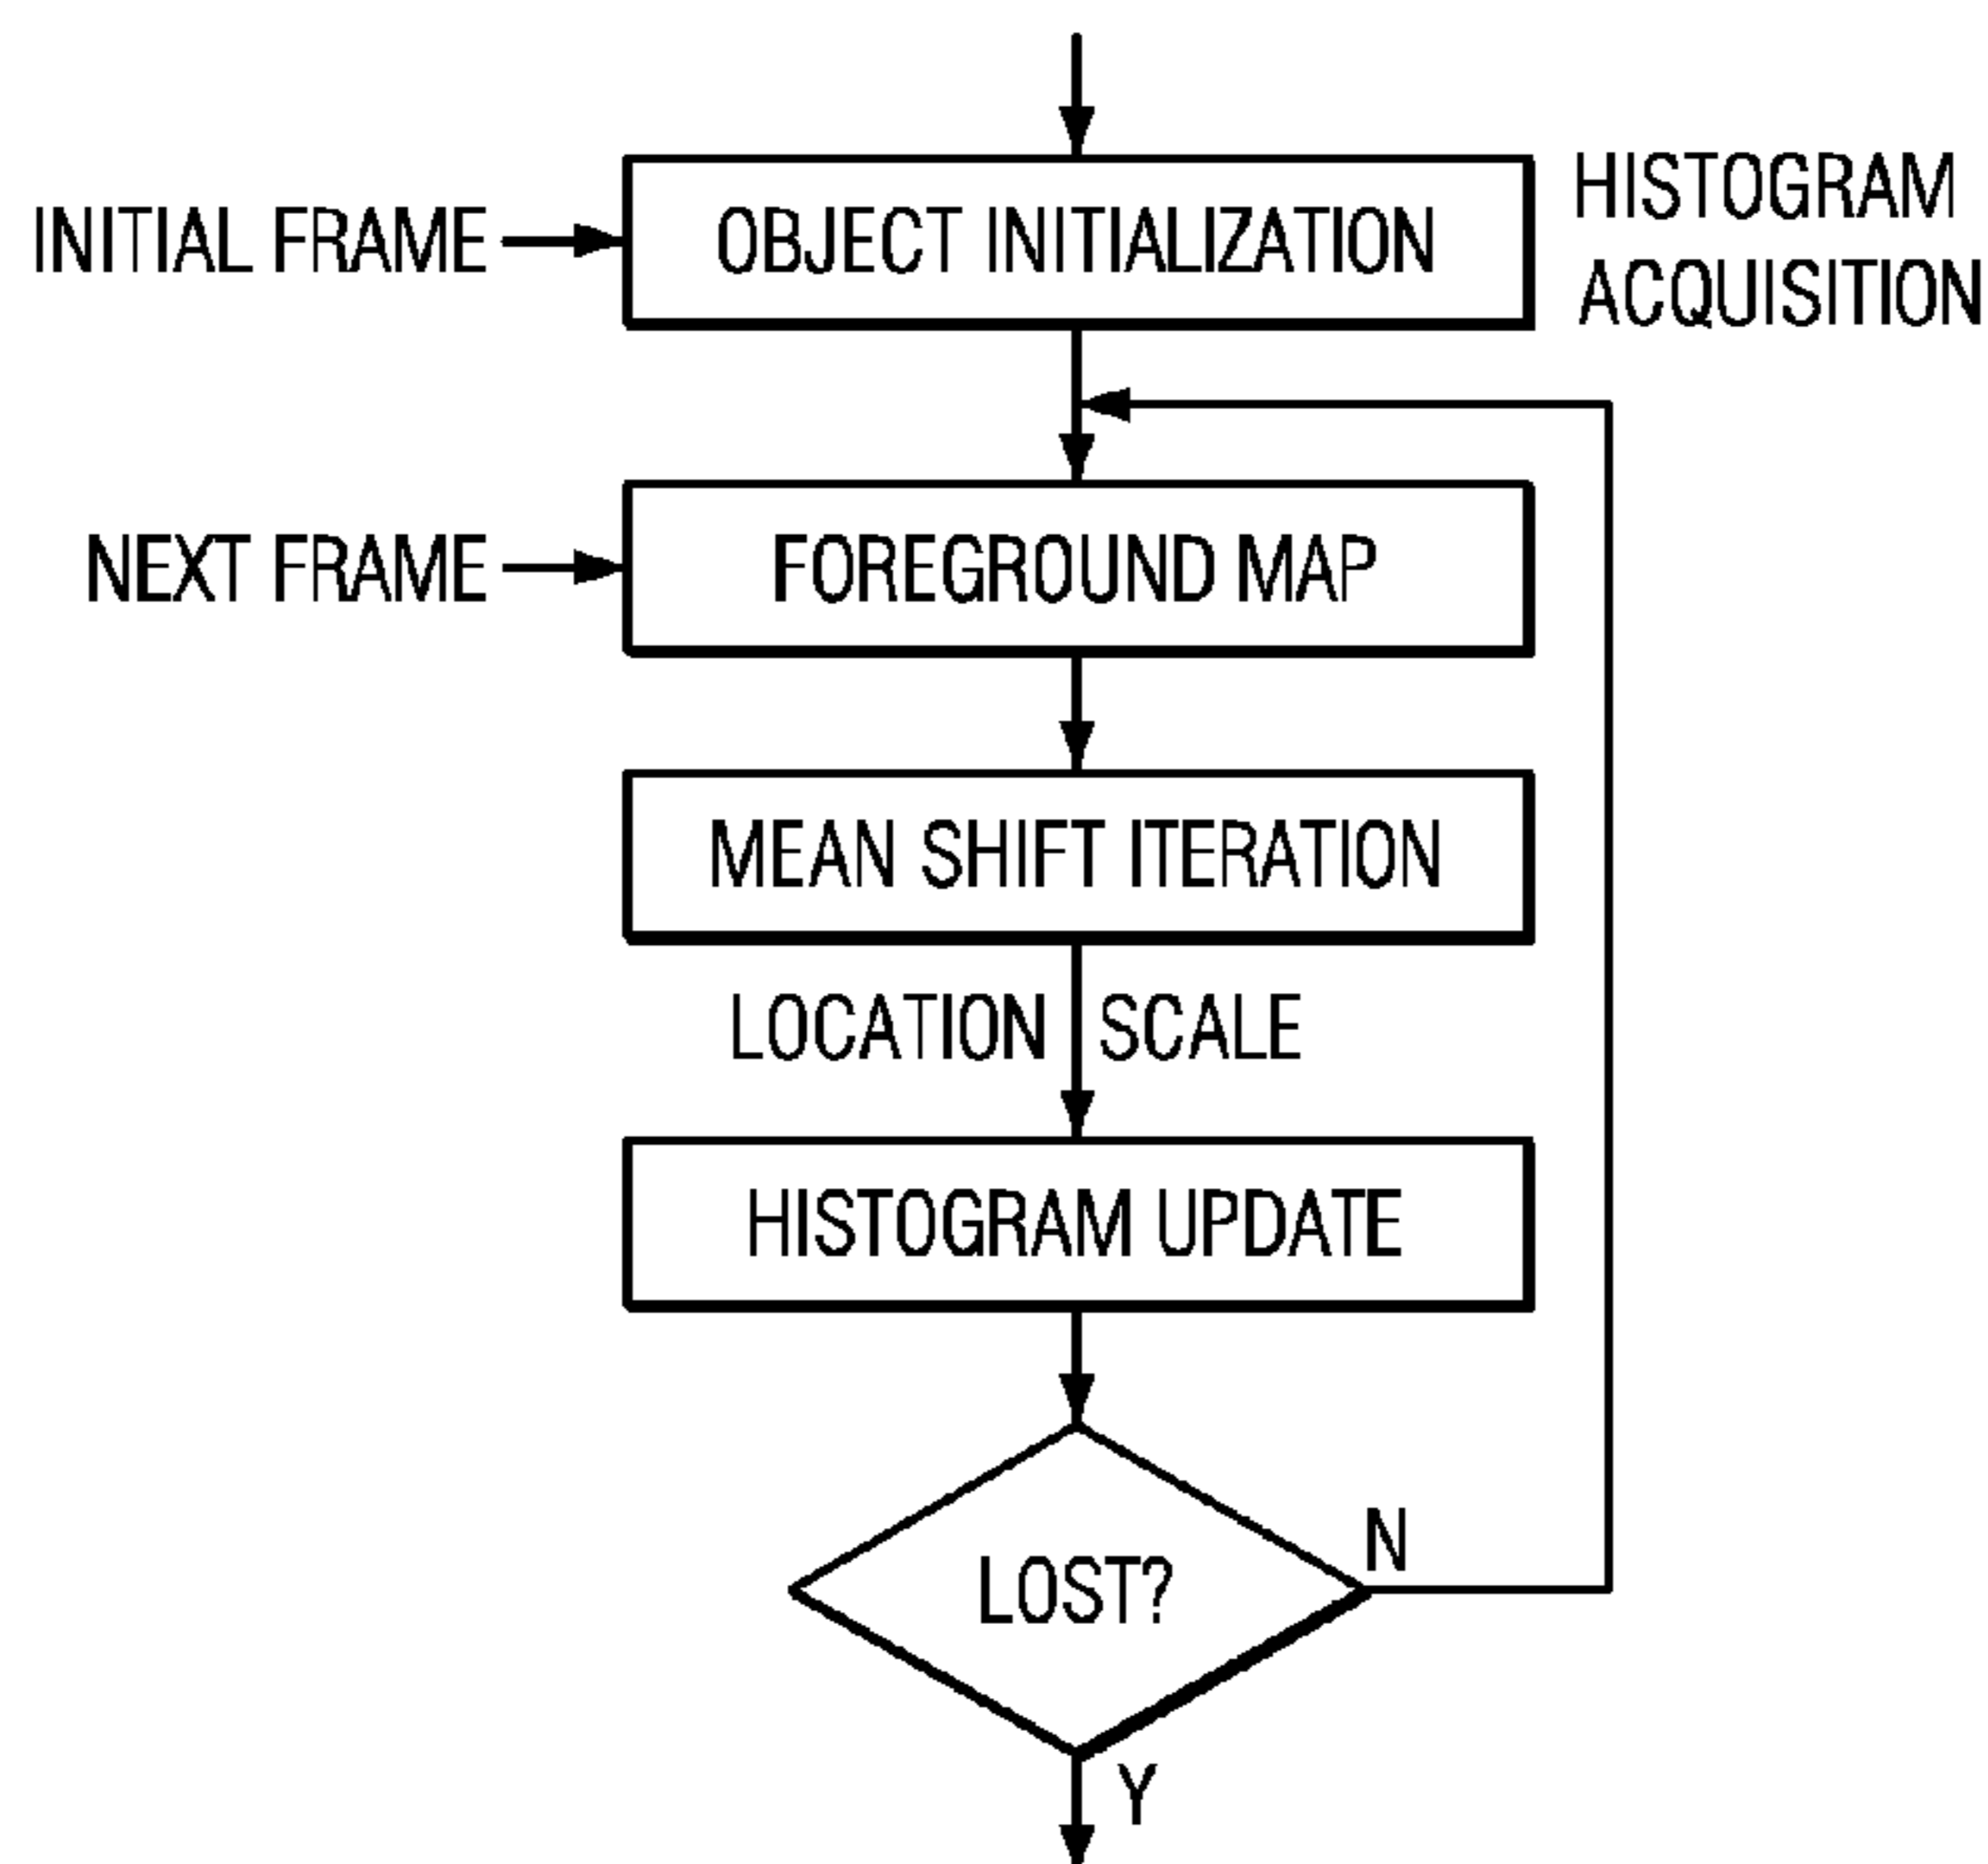 INITIAL FRAME
OBJECT INITIALIZATION
HISTOGRAM
ACQUISITION
NEXT FRAME
FOREGROUND MAP
MEAN SHIFT ITERATION
LOCATION SCALE
HISTOGRAM UPDATE
LOST?
N
Y